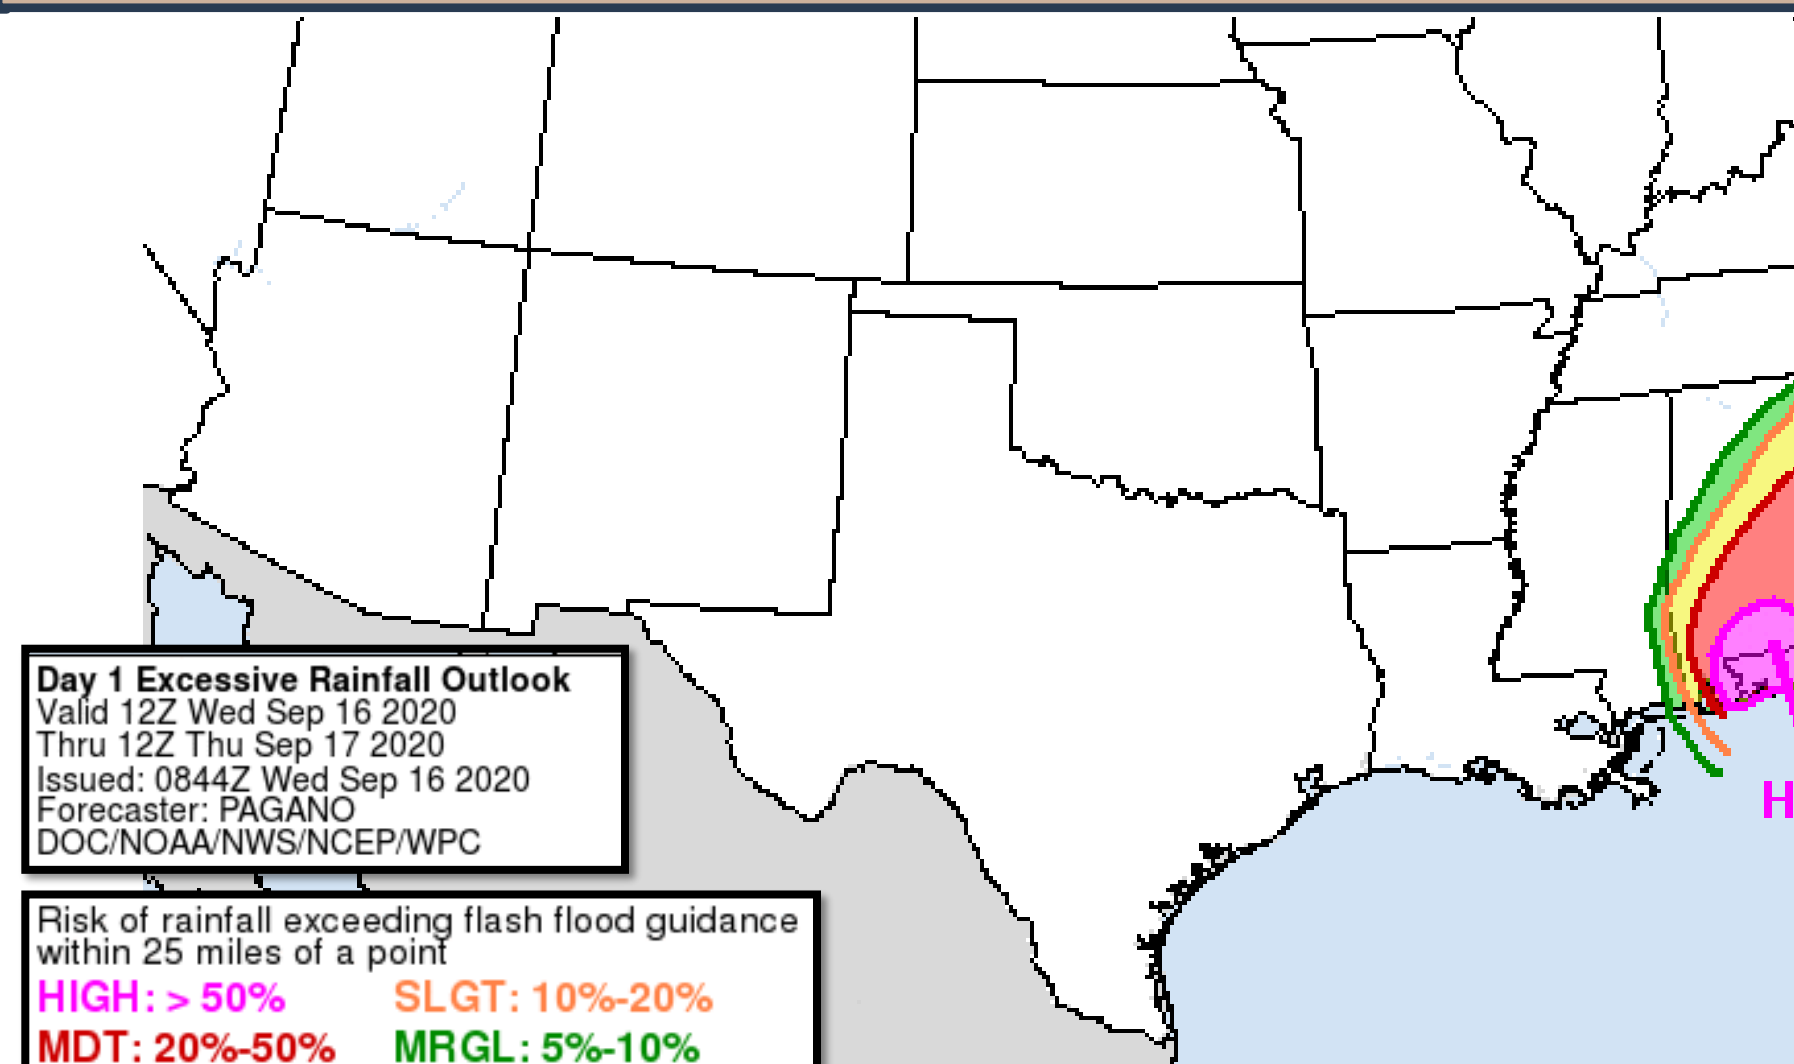 Day 1 Excessive Rainfall Outlook
Valid 12Z Wed Sep 16 2020
Thru 12Z Thu Sep 17 2020
Issued: 0844Z Wed Sep 16 2020
Forecaster: PAGANO
DOC/NOAA/NWS/NCEP/WPC
Risk of rainfall exceeding flash flood guidance
within 25 miles of a point
HIGH: > 50% SLGT: 10%-20%
MDT: 20%-50% MRGL: 5%-10%